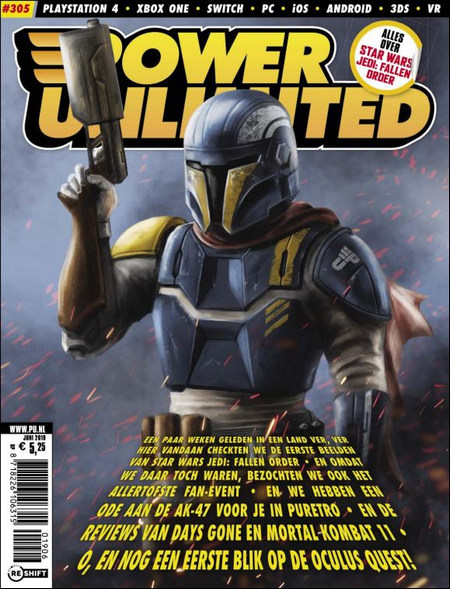 #305 PLAYSTATION 4 • XBOX ONE • SWITCH • PC • iOS • ANDROID • 3DS • VR
POWER
UNLIMITED
ALLES
OVER
STAR WARS
JEDI: FALLEN
ORDER
WWW.PU.NL
JUNI 2019
€ 5,25
EEN PAAR WEKEN GELEDEN IN EEN LAND VER, VER
HIER VANDAAN CHECKTEN WE DE EERSTE BEELDEN
VAN STAR WARS JEDI: FALLEN ORDER • EN OMDAT
WE DAAR TOCH WAREN, BEZOCHTEN WE OOK HET
ALLERTOFSTE FAN-EVENT • EN WE HEBBEN EEN
ODE AAN DE AK-47 VOOR JE IN PURETRO • EN DE
REVIEWS VAN DAYS GONE EN MORTAL-KOMBAT 11 •
O, EN NOG EEN EERSTE BLIK OP DE OCULUS QUEST!
8 718226 106315
01906
RESHIFT